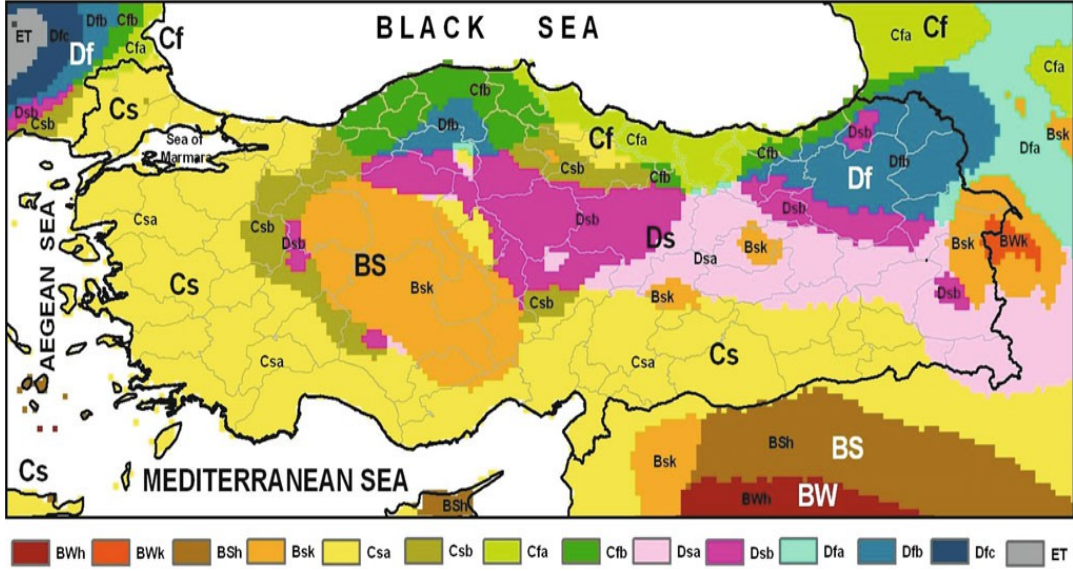 BLACK SEA
ET
Dfc
Dfb
Cfb
Cf
Df
Cfa
Cfa
Cf
Cfa
Dsb
Csb
Cs
Cfb
Dfb
Cf
Cfa
Dsb
Bsk
Sea of
Marmara
Csb
Cfb
Cfb
Df
Dfb
Dfa
AEGEAN SEA
Csa
Csb
Dsb
Dsb
Ds
Dsb
Dsa
Bsk
Bsk
BWk
BS
Bsk
Cs
Csb
Bsk
Dsb
Csa
Csa
Cs
Cs
MEDITERRANEAN SEA
BSh
Bsk
BSh
BS
BWh
BW
BWh BWk BSh Bsk Csa Csb Cfa Cfb Dsa Dsb Dfa Dfb Dfc ET